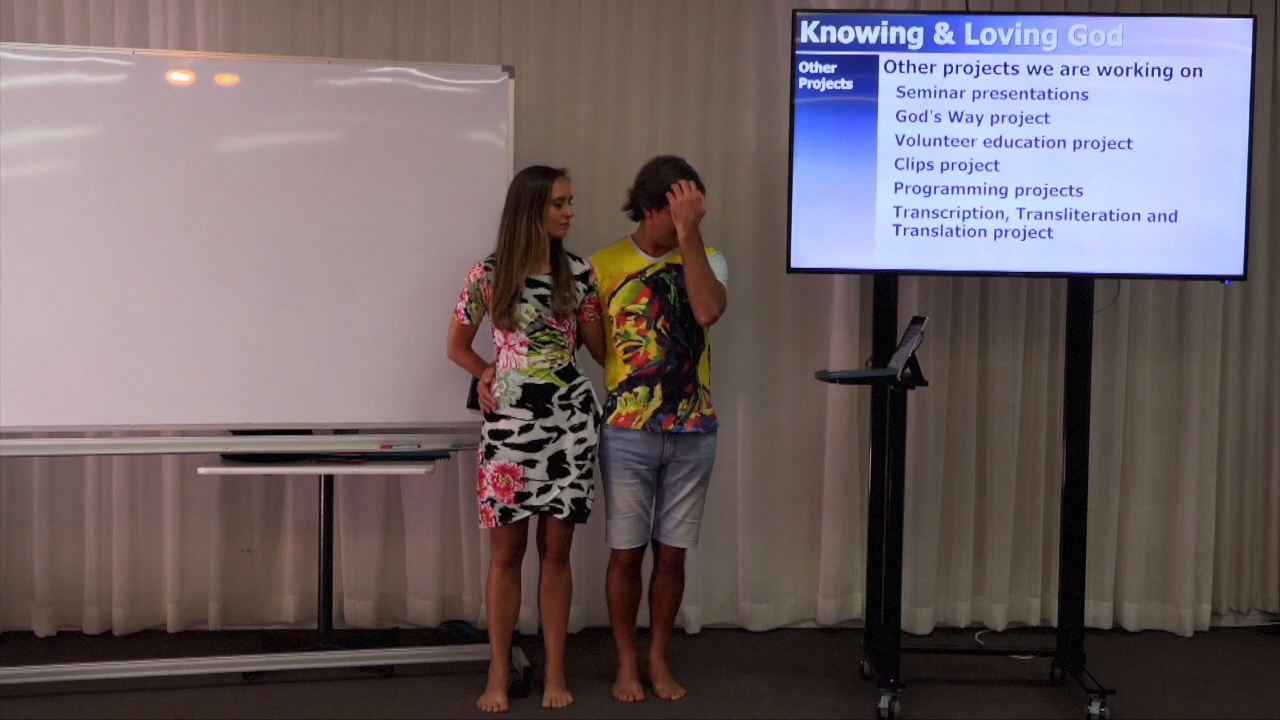 Knowing & Loving God
Other
Projects
Other projects we are working on
Seminar presentations
God's Way project
Volunteer education project
Clips project
Programming projects
Transcription, Transliteration and
Translation project